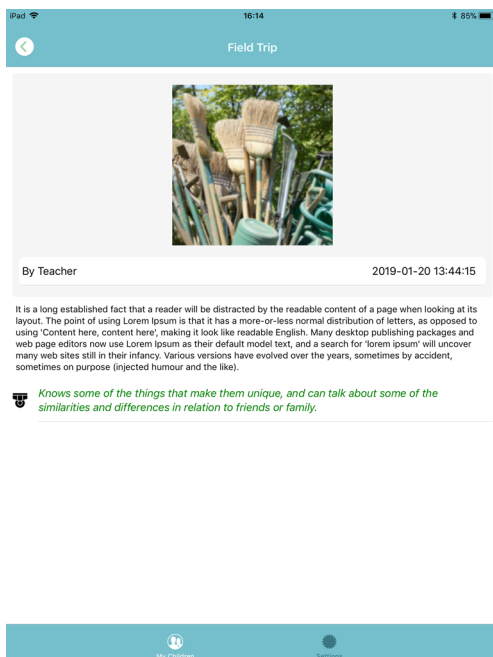 iPad 16:14 85%
Field Trip
By Teacher 2019-01-20 13:44:15
It is a long established fact that a reader will be distracted by the readable content of a page when looking at its
layout. The point of using Lorem Ipsum is that it has a more-or-less normal distribution of letters, as opposed to
using 'Content here, content here', making it look like readable English. Many desktop publishing packages and
web page editors now use Lorem Ipsum as their default model text, and a search for 'lorem ipsum' will uncover
many web sites still in their infancy. Various versions have evolved over the years, sometimes by accident,
sometimes on purpose (injected humour and the like).
Knows some of the things that make them unique, and can talk about some of the
similarities and differences in relation to friends or family.
My Children Settings